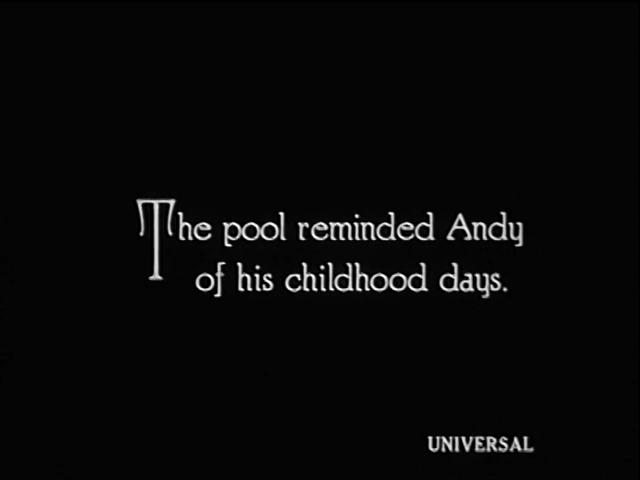 The pool reminded Andy
of his childhood days.
UNIVERSAL